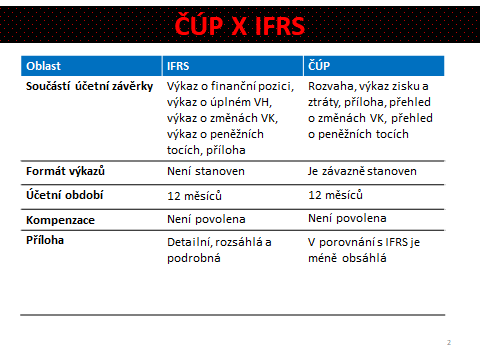 ČÚP X IFRS
Oblast IFRS ČÚP
Součástí účetní závěrky Výkaz o finanční pozici, Rozvaha, výkaz zisku a
výkaz o úplném VH, ztráty, příloha, přehled
výkaz o změnách VK, o změnách VK, přehled
výkaz o peněžních o peněžních tocích
tocích, příloha
Formát výkazů Není stanoven Je závazně stanoven
Účetní období 12 měsíců 12 měsíců
Kompenzace Není povolena Není povolena
Příloha Detailní, rozsáhlá a V porovnání s IFRS je
podrobná méně obsáhlá
2